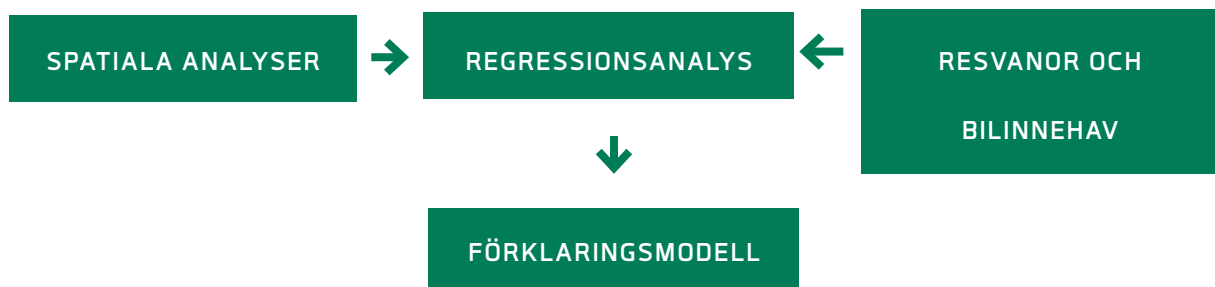 SPATIALA ANALYSER
REGRESSIONSANALYS
RESVANOR OCH
BILINNEHAV
FÖRKLARINGSMODELL